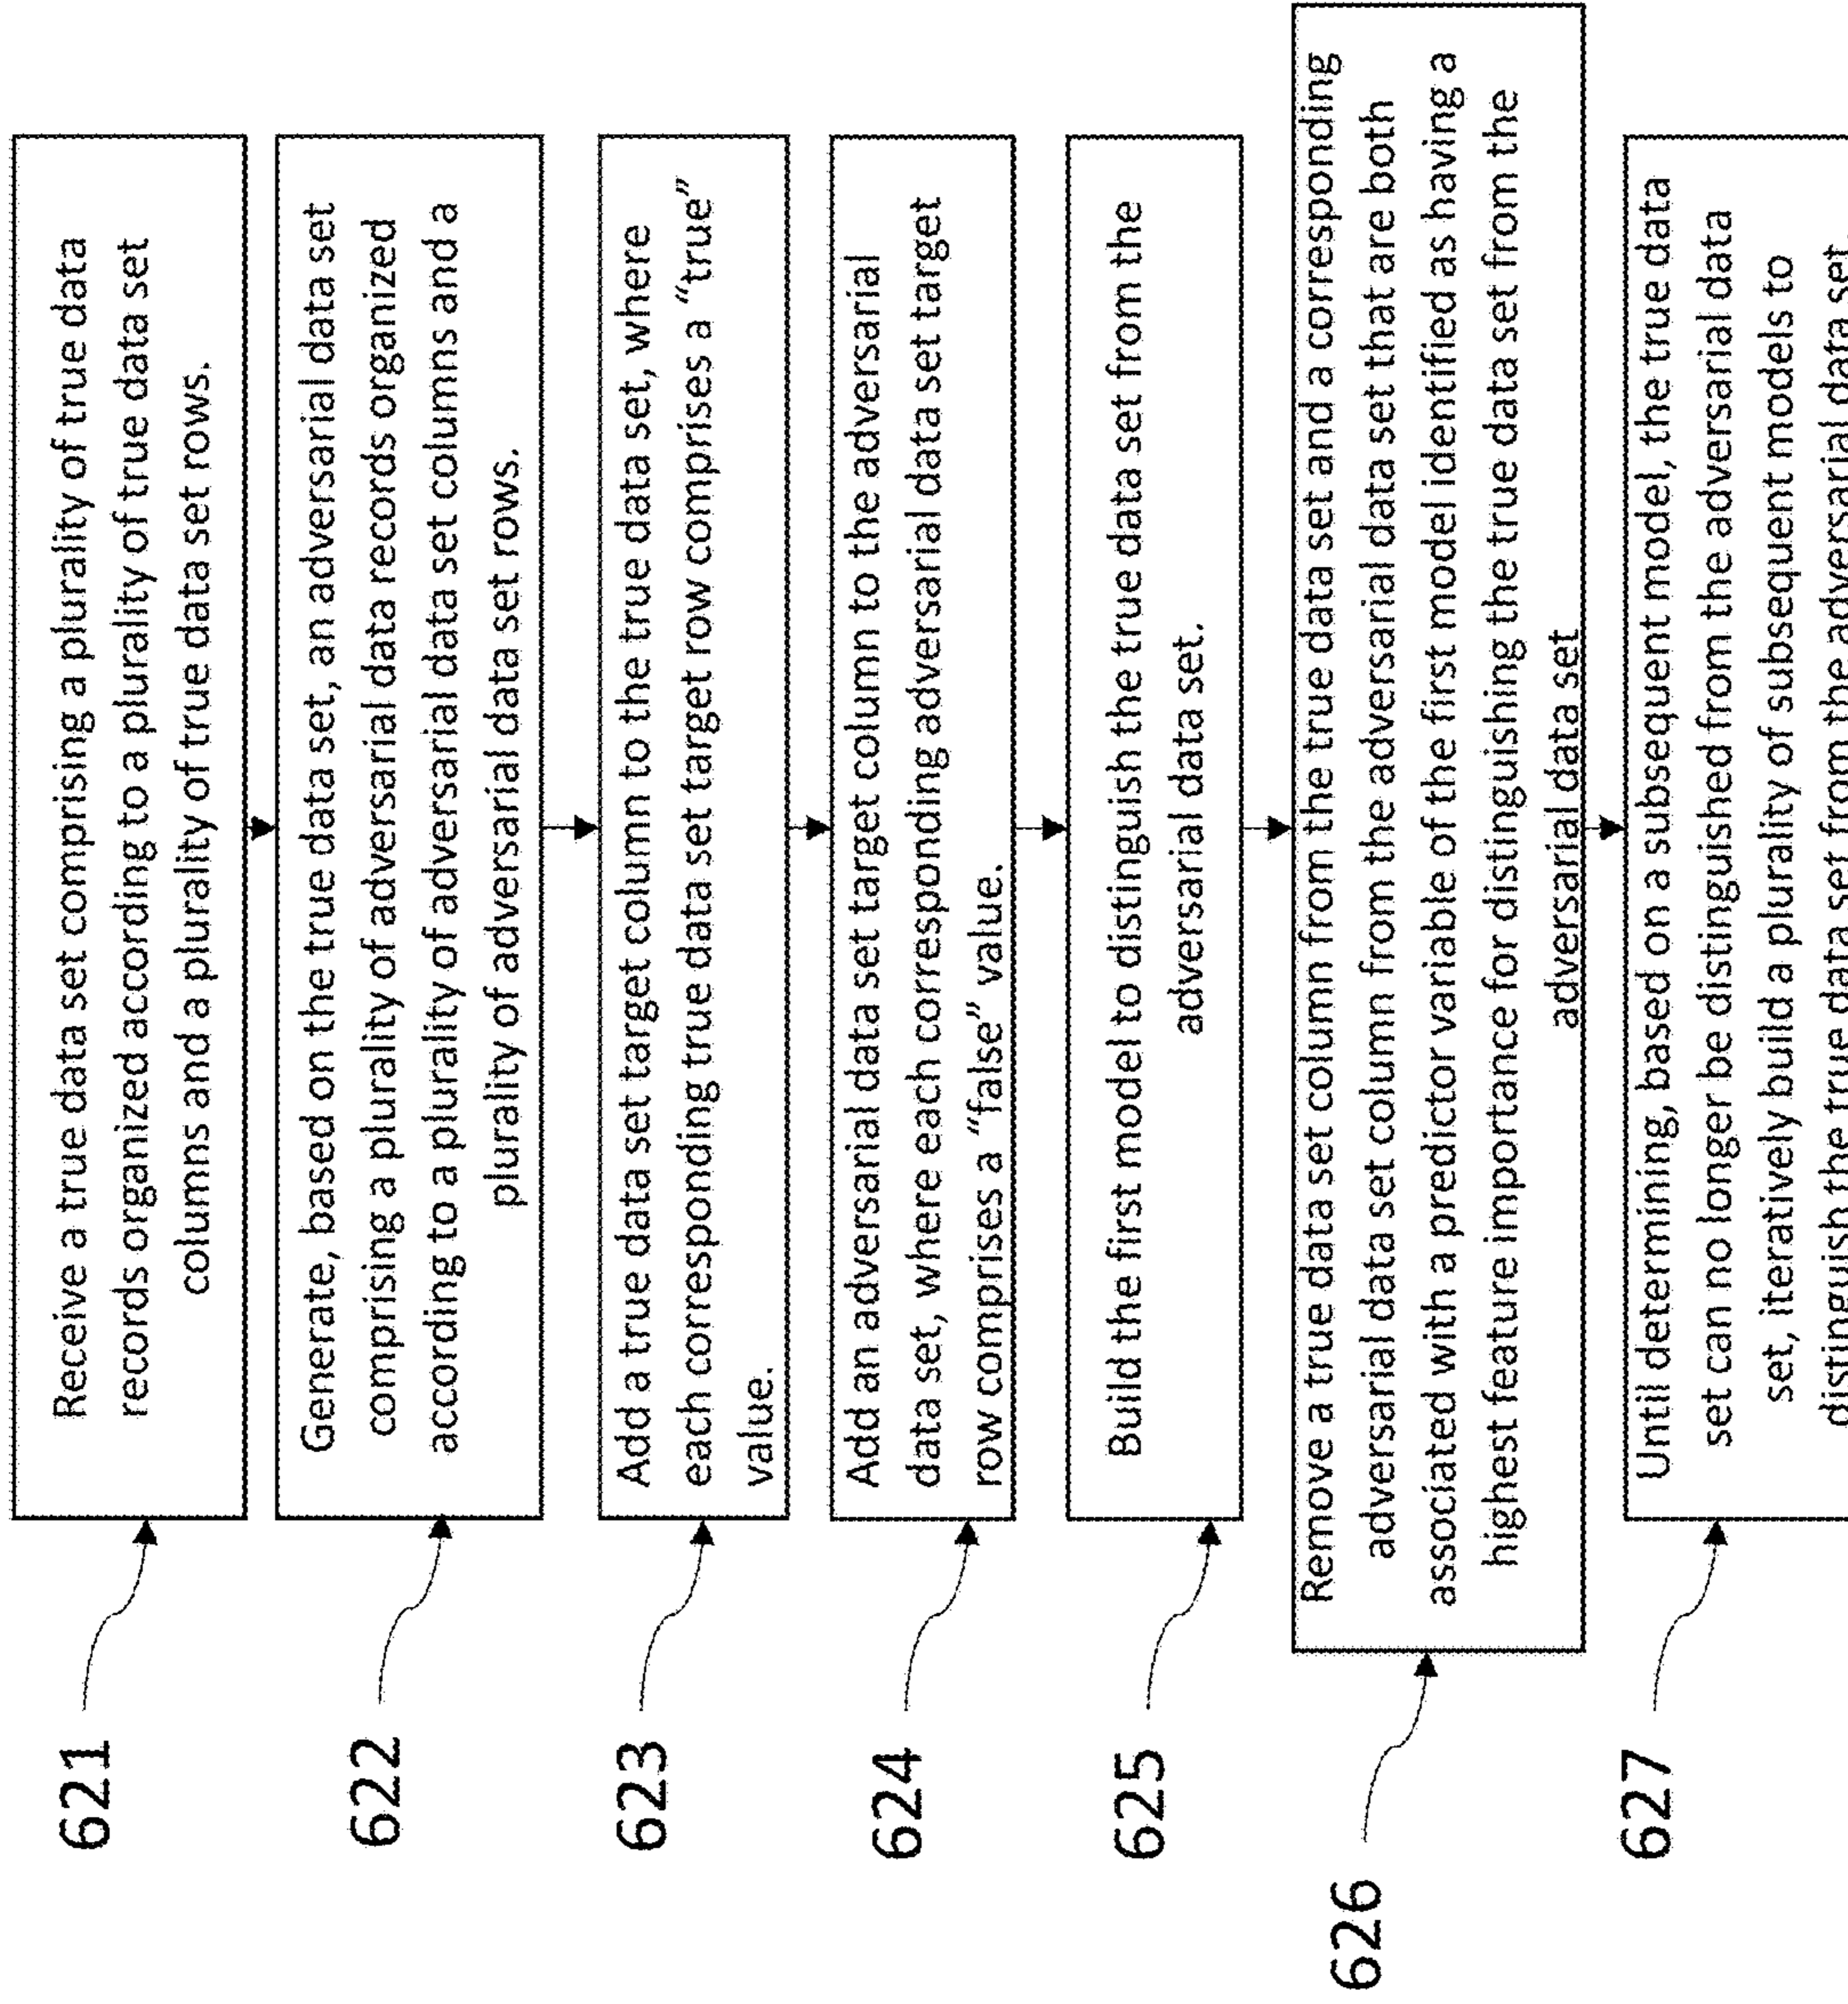 621
Receive a true data set comprising a plurality of true data
records organized according to a plurality of true data set
columns and a plurality of true data set rows.
622
Generate, based on the true data set, an adversarial data set
comprising a plurality of adversarial data records organized
according to a plurality of adversarial data set columns and a
plurality of adversarial data set rows.
623
Add a true data set target column to the true data set, where
each corresponding true data set target row comprises a “true”
value.
624
Add an adversarial data set target column to the adversarial
data set, where each corresponding adversarial data set target
row comprises a “false” value.
625
Build the first model to distinguish the true data set from the
adversarial data set.
626
Remove a true data set column from the true data set and a corresponding
adversarial data set column from the adversarial data set that are both
associated with a predictor variable of the first model identified as having a
highest feature importance for distinguishing the true data set from the
adversarial data set
627
Until determining, based on a subsequent model, the true data
set can no longer be distinguished from the adversarial data
set, iteratively build a plurality of subsequent models to
distinguish the true data set from the adversarial data set.